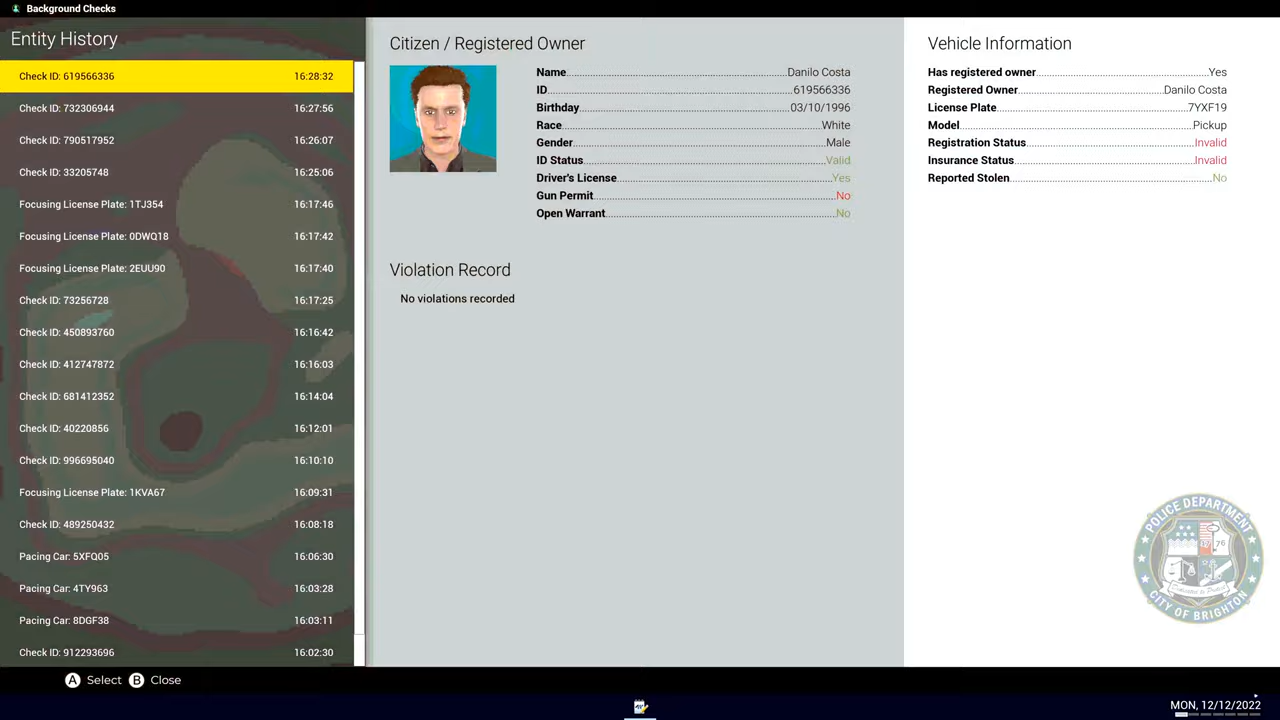 Background Checks
Entity History
Check ID: 619566336 16:28:32
Check ID: 732306944 16:27:56
Check ID: 790517952 16:26:07
Check ID: 33205748 16:25:06
Focusing License Plate: 1TJ354 16:17:46
Focusing License Plate: 0DWQ18 16:17:42
Focusing License Plate: 2EUU90 16:17:40
Check ID: 73256728 16:17:25
Check ID: 450893760 16:16:42
Check ID: 412747872 16:16:03
Check ID: 681412352 16:14:04
Check ID: 40220856 16:12:01
Check ID: 996695040 16:10:10
Focusing License Plate: 1KVA67 16:09:31
Check ID: 489250432 16:08:18
Pacing Car: 5XFQ05 16:06:30
Pacing Car: 4TY963 16:03:28
Pacing Car: 8DGF38 16:03:11
Check ID: 912293696 16:02:30
Citizen / Registered Owner
Name Danilo Costa
ID 619566336
Birthday 03/10/1996
Race White
Gender Male
ID Status Valid
Driver's License Yes
Gun Permit No
Open Warrant No
Violation Record
No violations recorded
Vehicle Information
Has registered owner Yes
Registered Owner Danilo Costa
License Plate 7YXF19
Model Pickup
Registration Status Invalid
Insurance Status Invalid
Reported Stolen No
POLICE DEPARTMENT
17 76
CITY OF BRIGHTON
A Select B Close
MON, 12/12/2022